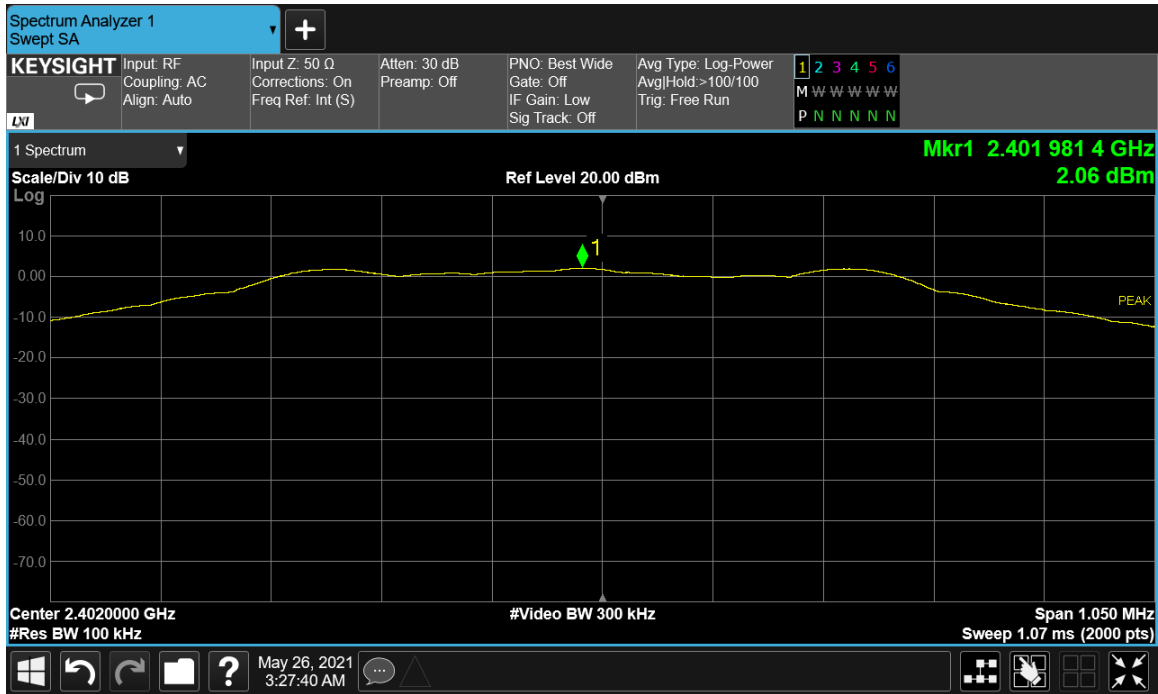 Spectrum Analyzer 1
Swept SA
KEYSIGHT
LXI
Input: RF
Coupling: AC
Align: Auto
Input Z: 50 Ω
Corrections: On
Freq Ref: Int (S)
Atten: 30 dB
Preamp: Off
PNO: Best Wide
Gate: Off
IF Gain: Low
Sig Track: Off
Avg Type: Log-Power
Avg|Hold:>100/100
Trig: Free Run
1 2 3 4 5 6
M W W W W W
P N N N N N
1 Spectrum
Mkr1 2.401 981 4 GHz
Scale/Div 10 dB
Ref Level 20.00 dBm
2.06 dBm
Log
10.0
1
0.00
PEAK
-10.0
-20.0
-30.0
-40.0
-50.0
-60.0
-70.0
Center 2.4020000 GHz
#Video BW 300 kHz
Span 1.050 MHz
#Res BW 100 kHz
Sweep 1.07 ms (2000 pts)
?
May 26, 2021
3:27:40 AM